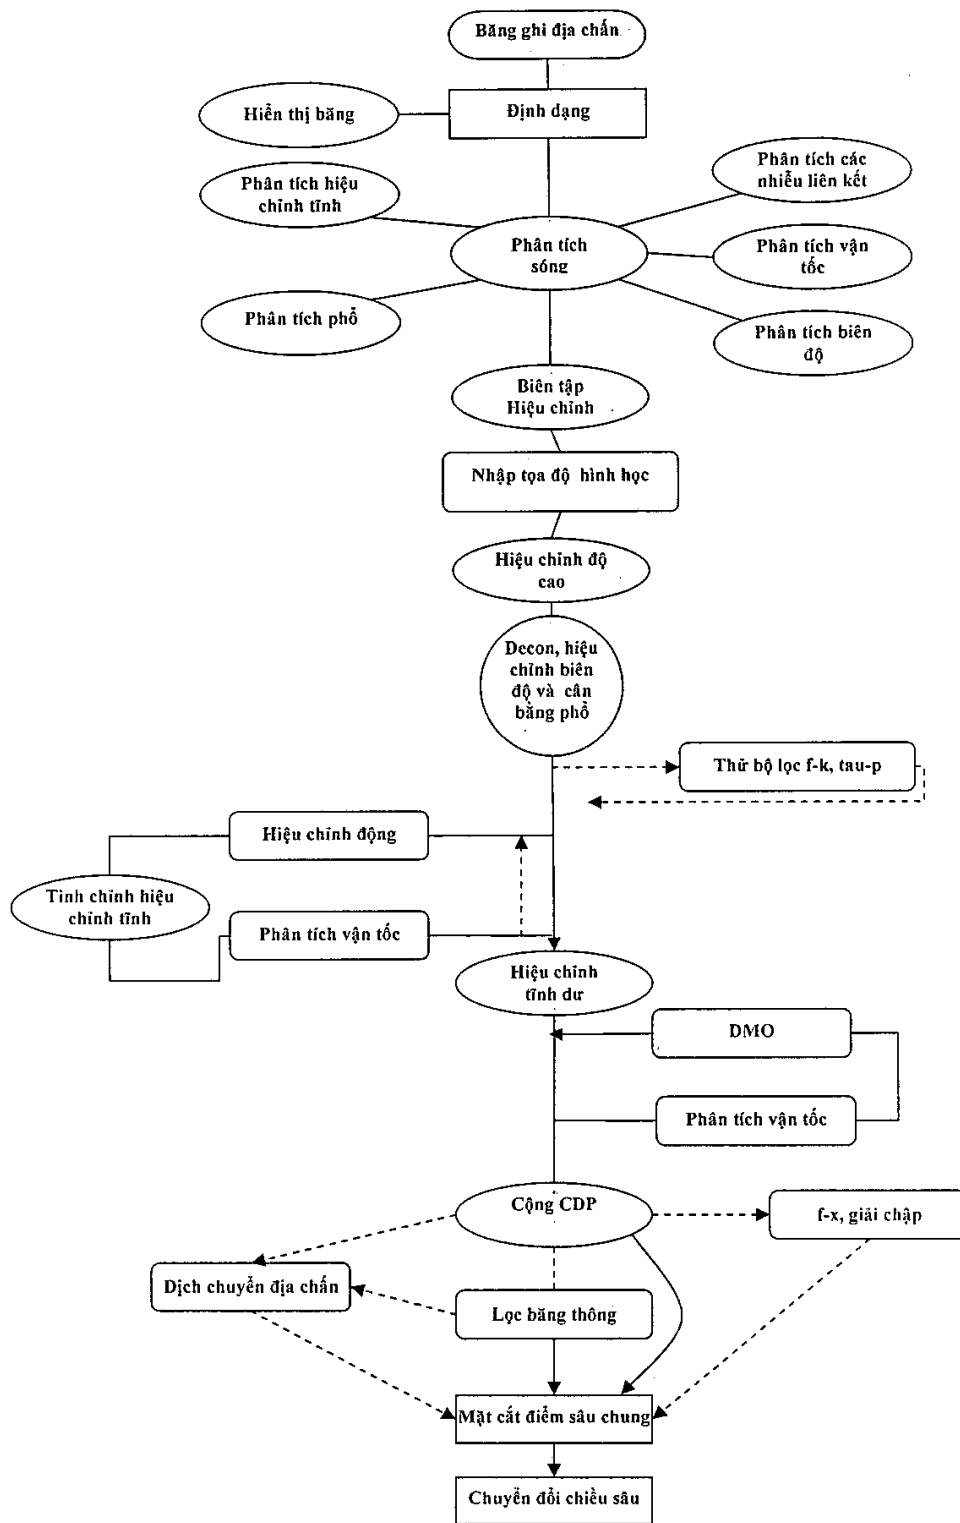 Băng ghi địa chấn
Định dạng
Hiển thị băng
Phân tích hiệu
chỉnh tĩnh
Phân tích các
nhiễu liên kết
Phân tích
sóng
Phân tích vận
tốc
Phân tích phổ
Phân tích biên
độ
Biên tập
Hiệu chỉnh
Nhập tọa độ hình học
Hiệu chỉnh độ
cao
Decon, hiệu
chỉnh biên
độ và cân
bằng phổ
Thử bộ lọc f-k, tau-p
Hiệu chỉnh động
Tinh chỉnh hiệu
chỉnh tĩnh
Phân tích vận tốc
Hiệu chỉnh
tĩnh dư
DMO
Phân tích vận tốc
Cộng CDP
f-x, giải chập
Dịch chuyển địa chấn
Lọc băng thông
Mặt cắt điểm sâu chung
Chuyển đổi chiều sâu